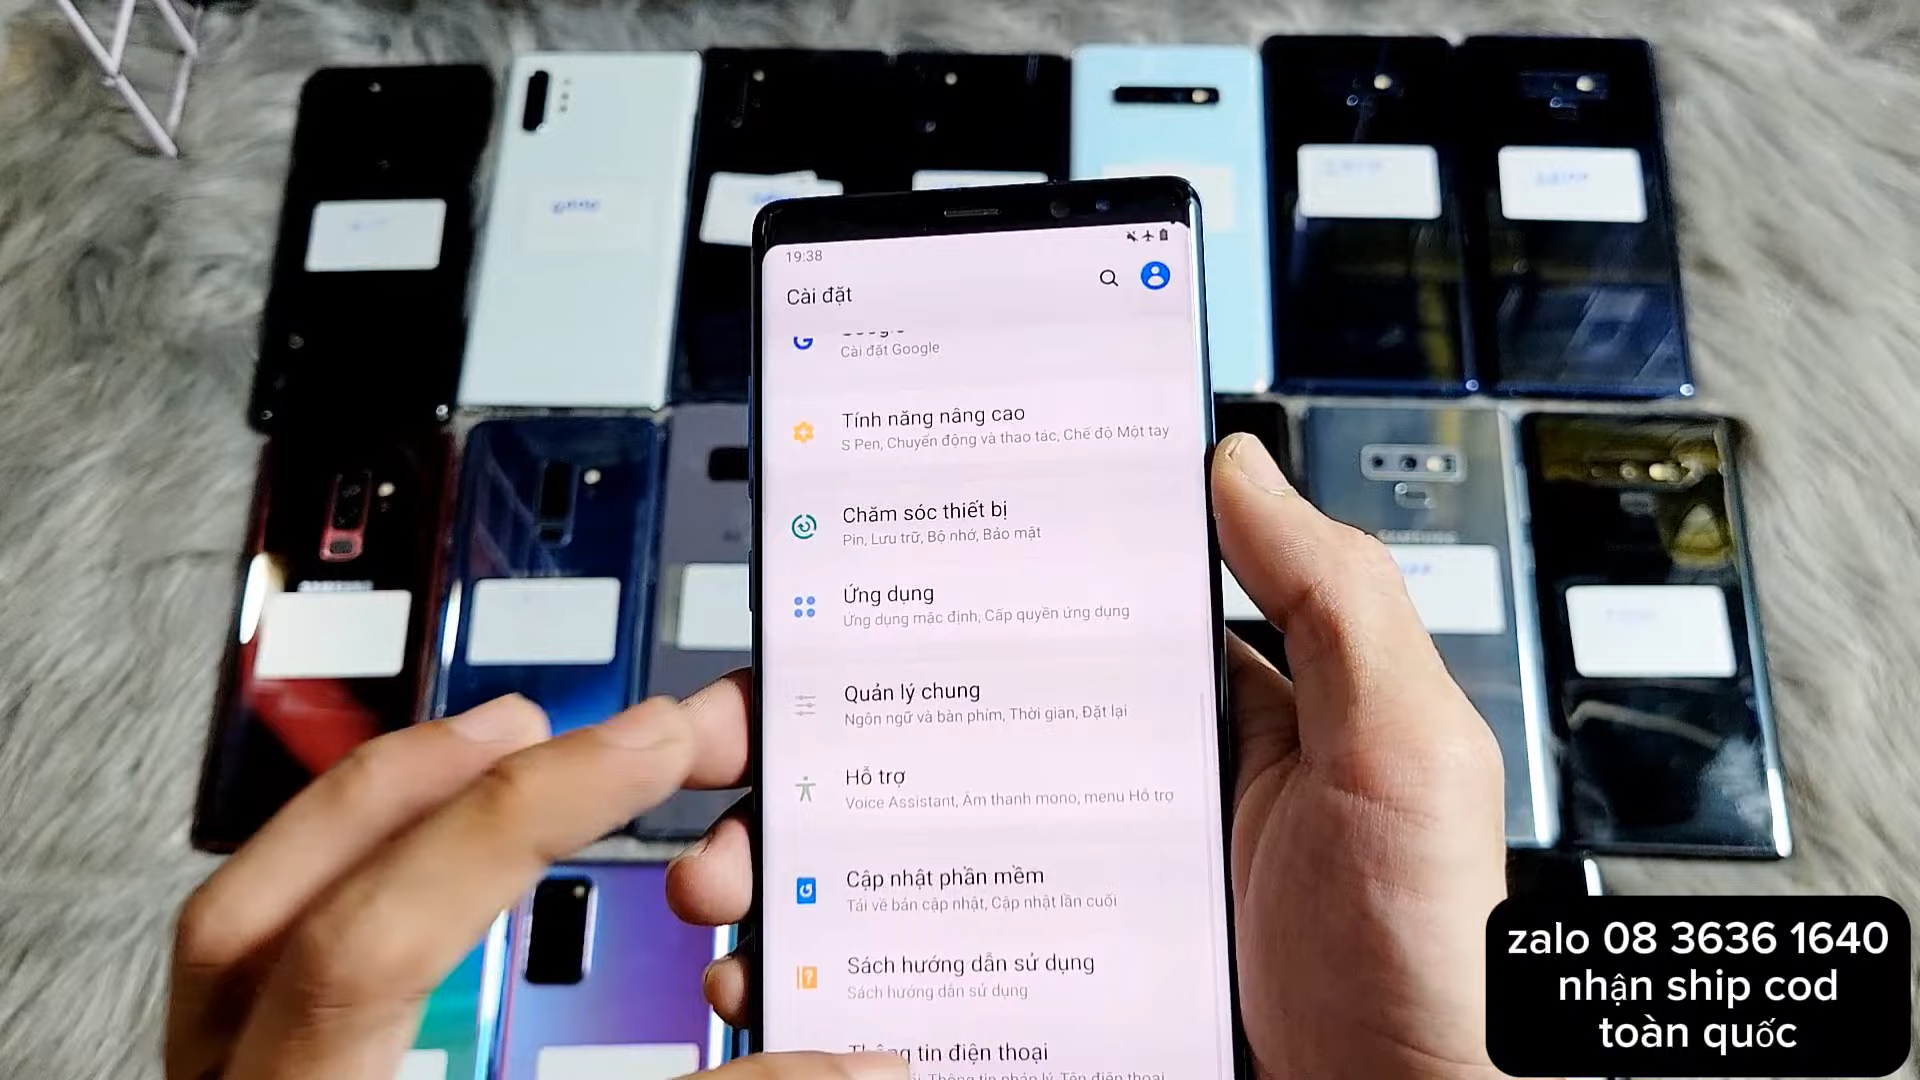 19:38
Cài đặt
Cài đặt Google
Tính năng nâng cao
S Pen, Chuyển động và thao tác, Chế độ Một tay
Chăm sóc thiết bị
Pin, Lưu trữ, Bộ nhớ, Bảo mật
Ứng dụng
Ứng dụng mặc định, Cấp quyền ứng dụng
Quản lý chung
Ngôn ngữ và bàn phím, Thời gian, Đặt lại
Hỗ trợ
Voice Assistant, Âm thanh mono, menu Hỗ trợ
Cập nhật phần mềm
Tải về bản cập nhật, Cập nhật lần cuối
Sách hướng dẫn sử dụng
Sách hướng dẫn sử dụng
Thông tin điện thoại
Thông tin pháp lý, Tên điện thoại
SAMSUNG
zalo 08 3636 1640
nhận ship cod
toàn quốc